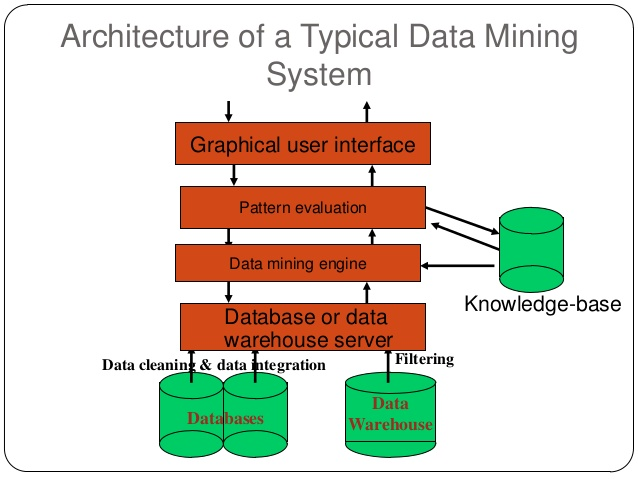 Architecture of a Typical Data Mining
System
Graphical user interface
Pattern evaluation
Data mining engine
Knowledge-base
Database or data
warehouse server
Data cleaning & data integration
Filtering
Databases
Data
Warehouse